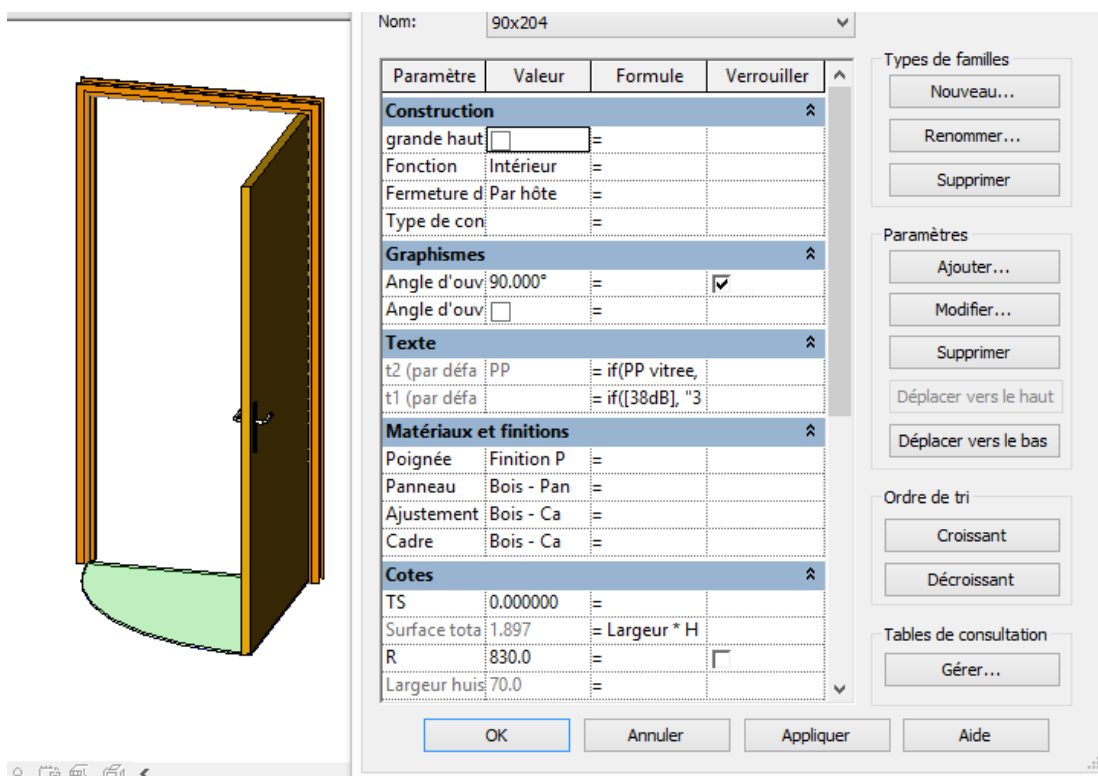 Nom: 90x204
Paramètre Valeur Formule Verrouiller
Construction
grande haut =
Fonction Intérieur =
Fermeture d Par hôte =
Type de con =
Graphismes
Angle d'ouv 90.000° =
Angle d'ouv =
Texte
t2 (par défa PP = if(PP vitree,
t1 (par défa = if([38dB], "3
Matériaux et finitions
Poignée Finition P =
Panneau Bois - Pan =
Ajustement Bois - Ca =
Cadre Bois - Ca =
Cotes
TS 0.000000 =
Surface tota 1.897 = Largeur * H
R 830.0 =
Largeur huis 70.0 =
Types de familles
Nouveau...
Renommer...
Supprimer
Paramètres
Ajouter...
Modifier...
Supprimer
Déplacer vers le haut
Déplacer vers le bas
Ordre de tri
Croissant
Décroissant
Tables de consultation
Gérer...
OK Annuler Appliquer Aide